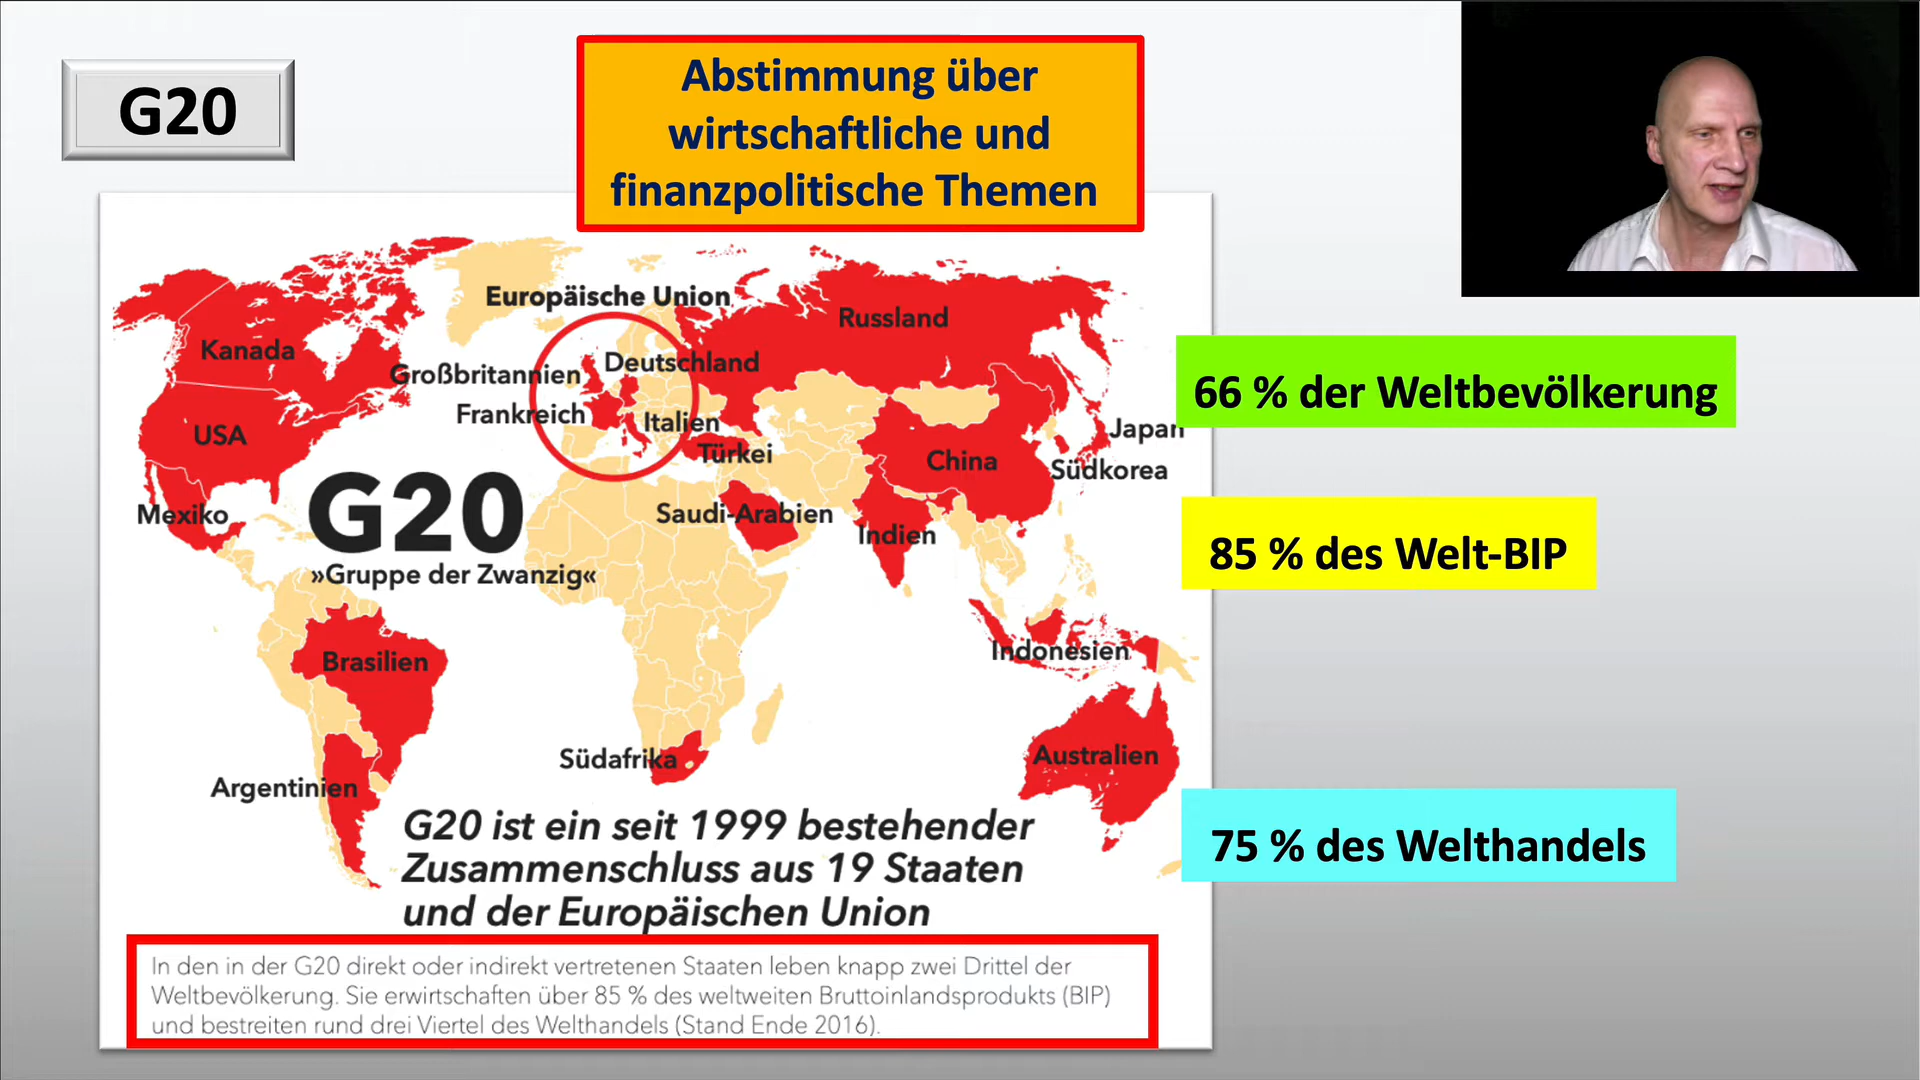 G20
Abstimmung über
wirtschaftliche und
finanzpolitische Themen
Europäische Union
Russland
Kanada
Großbritannien
Deutschland
Frankreich
Italien
USA
Türkei
China
Japan
Südkorea
Mexiko
G20
»Gruppe der Zwanzig«
Saudi-Arabien
Indien
Brasilien
Indonesien
Südafrika
Australien
Argentinien
G20 ist ein seit 1999 bestehender
Zusammenschluss aus 19 Staaten
und der Europäischen Union
In den in der G20 direkt oder indirekt vertretenen Staaten leben knapp zwei Drittel der
Weltbevölkerung. Sie erwirtschaften über 85 % des weltweiten Bruttoinlandsprodukts (BIP)
und bestreiten rund drei Viertel des Welthandels (Stand Ende 2016).
66 % der Weltbevölkerung
85 % des Welt-BIP
75 % des Welthandels